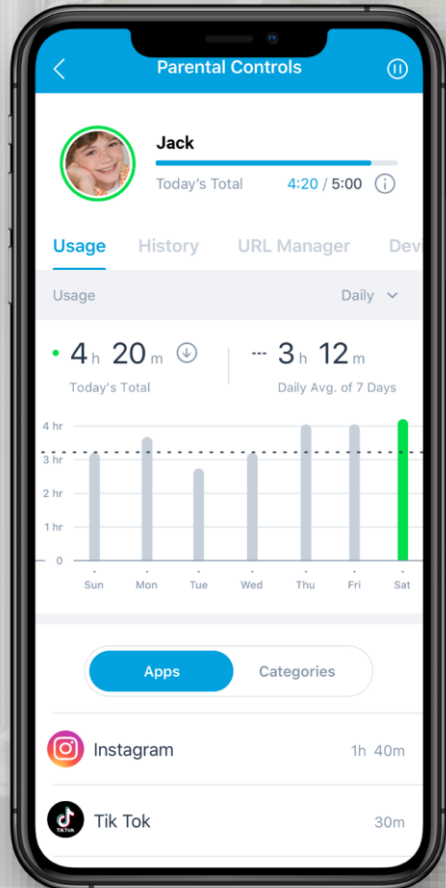 Parental Controls
Jack
Today's Total 4:20 / 5:00
Usage History URL Manager Dev
Usage Daily
4 h 20 m --- 3 h 12 m
Today's Total Daily Avg. of 7 Days
4 hr
3 hr
2 hr
1 hr
0
Sun Mon Tue Wed Thu Fri Sat
Apps Categories
Instagram 1h 40m
TikTok
Tik Tok 30m